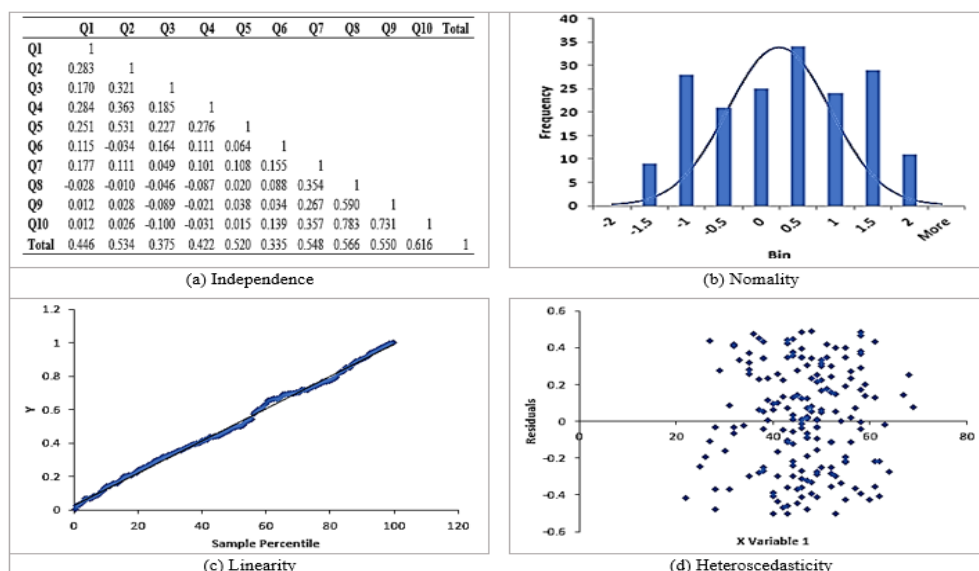 Q1 Q2 Q3 Q4 Q5 Q6 Q7 Q8 Q9 Q10 Total
Q1 1
Q2 0.283 1
Q3 0.170 0.321 1
Q4 0.284 0.363 0.185 1
Q5 0.251 0.531 0.227 0.276 1
Q6 0.115 -0.034 0.164 0.111 0.064 1
Q7 0.177 0.111 0.049 0.101 0.108 0.155 1
Q8 -0.028 -0.010 -0.046 -0.087 0.020 0.088 0.354 1
Q9 0.012 0.028 -0.089 -0.021 0.038 0.034 0.267 0.590 1
Q10 0.012 0.026 -0.100 -0.031 0.015 0.139 0.357 0.783 0.731 1
Total 0.446 0.534 0.375 0.422 0.520 0.335 0.548 0.566 0.550 0.616 1
(a) Independence
Frequency
40
35
30
25
20
15
10
5
0
-2 -1.5 -1 -0.5 0 0.5 1 1.5 2 More
Bin
(b) Nomality
Y
1.2
1
0.8
0.6
0.4
0.2
0
0 20 40 60 80 100 120
Sample Percentile
(c) Linearity
Residuals
0.6
0.4
0.2
0
-0.2
-0.4
-0.6
0 20 40 60 80
X Variable 1
(d) Heteroscedasticity